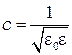 c = 1/√(ε₀ε)